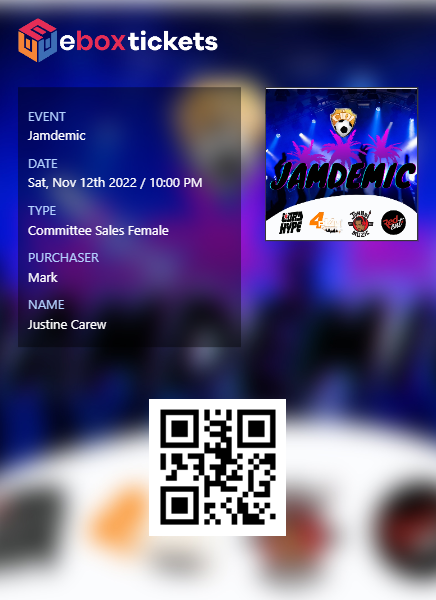 eboxtickets
EVENT
Jamdemic
DATE
Sat, Nov 12th 2022 / 10:00 PM
TYPE
Committee Sales Female
PURCHASER
Mark
NAME
Justine Carew
JAMDEMIC
HYPE
4